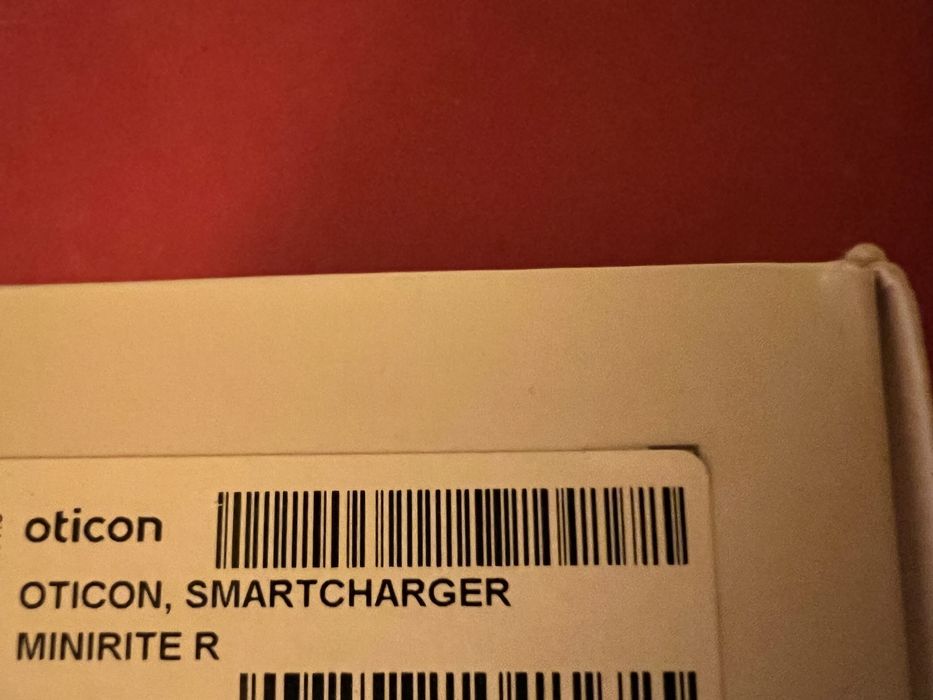 oticon
OTICON, SMARTCHARGER
MINIRITE R